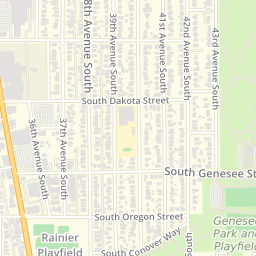 8th Avenue South
39th Avenue South
41st Avenue South
42nd Avenue South
43rd Avenue South
South Dakota Street
36th Avenue South
37th Avenue South
South Genesee St
South Oregon Street
Genesee
Park and
Playfield
Rainier
Playfield
South Conover Way
South